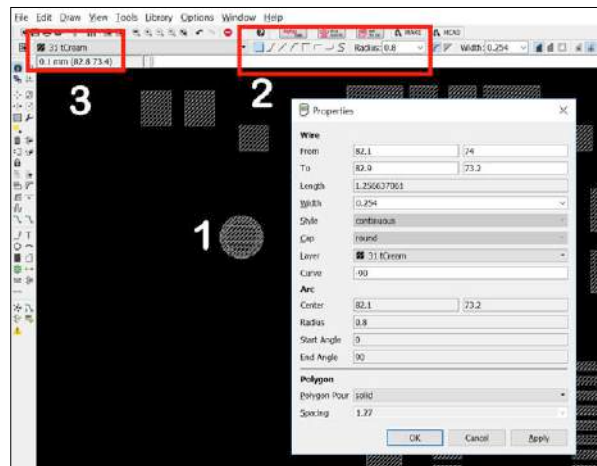 File Edit Draw View Tools Library Options Window Help
MAKE MCAD
31 tCream Radius: 0.8 Width: 0.254
0.1 mm (82.8 73.4)
3
2
1
Properties
Wire
From 82.1 74
To 82.9 73.2
Length 1.256637061
Width 0.254
Style continuous
Cap round
Layer 31 tCream
Curve -90
Arc
Center 82.1 73.2
Radius 0.8
Start Angle 0
End Angle 90
Polygon
Polygon Pour solid
Spacing 1.27
OK Cancel Apply